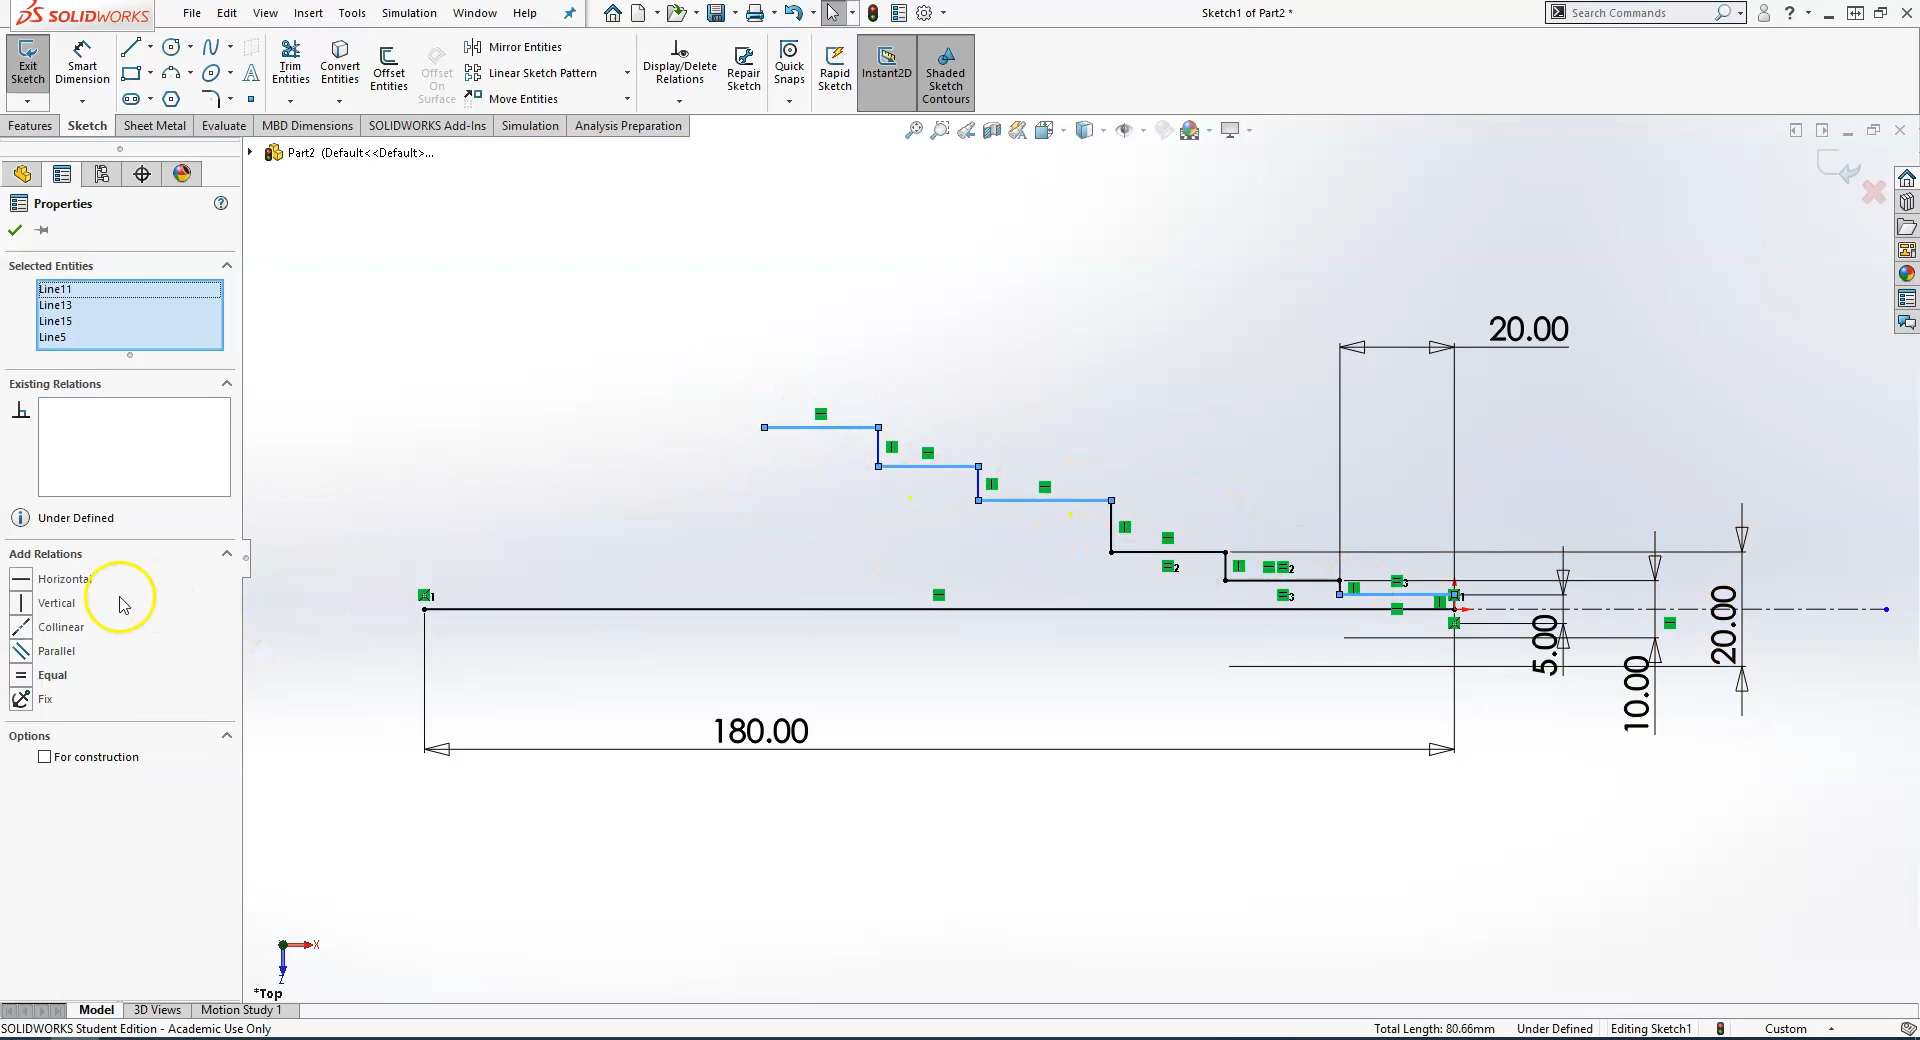 SOLIDWORKS
File Edit View Insert Tools Simulation Window Help
Sketch1 of Part2 *
Search Commands
Exit Sketch
Smart Dimension
Trim Entities
Convert Entities
Offset Entities
Offset On Surface
Mirror Entities
Linear Sketch Pattern
Move Entities
Display/Delete Relations
Repair Sketch
Quick Snaps
Rapid Sketch
Instant2D
Shaded Sketch Contours
Features Sketch Sheet Metal Evaluate MBD Dimensions SOLIDWORKS Add-Ins Simulation Analysis Preparation
Part2 (Default<<Default>...
Properties
Selected Entities
Line11
Line13
Line15
Line5
Existing Relations
Under Defined
Add Relations
Horizontal
Vertical
Collinear
Parallel
Equal
Fix
Options
For construction
20.00
2
2
3
3
1
1
5.00
10.00
20.00
180.00
X
Z
*Top
Model 3D Views Motion Study 1
SOLIDWORKS Student Edition - Academic Use Only
Total Length: 80.66mm Under Defined Editing Sketch1 Custom